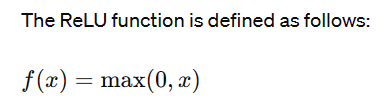 The ReLU function is defined as follows:
f(x) = max(0, x)